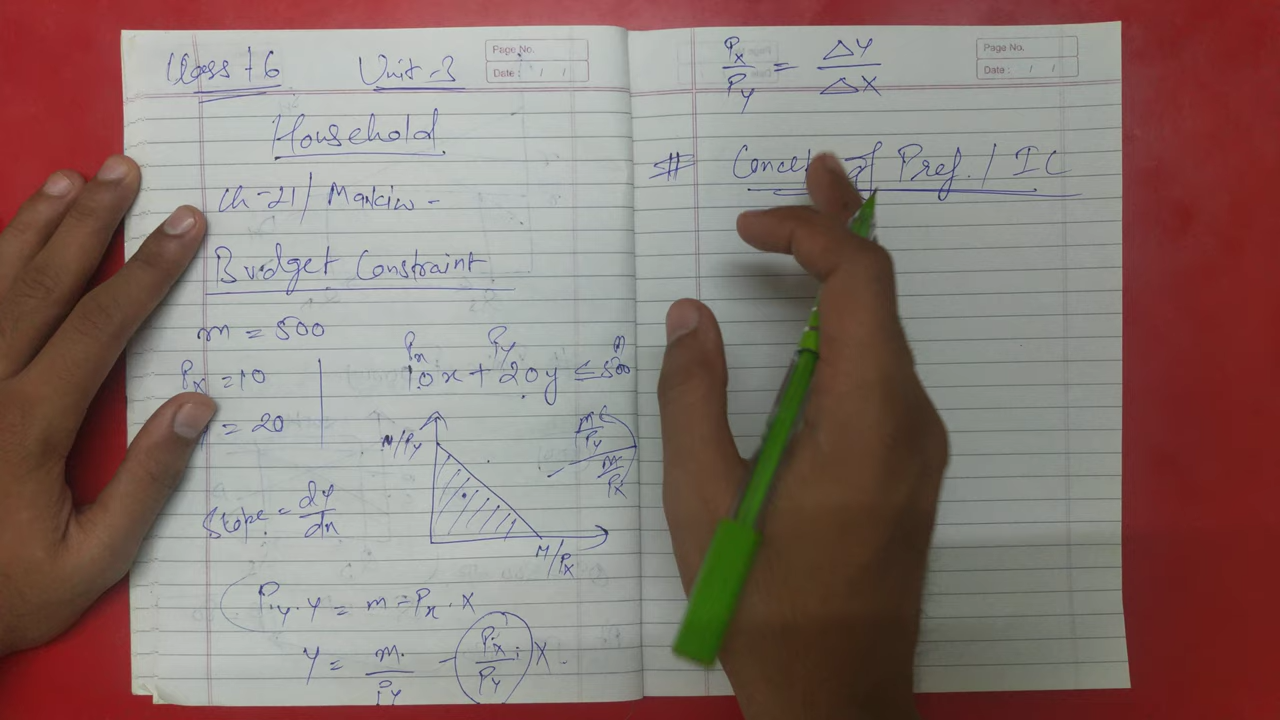 Class-16 Unit-3
Page No.
Date: / /
Household
Ch-21/ Mankiw -
Budget Constraint
m = 500
Px = 10
= 20
Px Py m
10x + 20y ≤ 500
M/Py
M/Px
m/Py
- m/Px
Slope = dy/dx
Py.y = m - Px.X
Y = m/Py - Px/Py . X
Page No.
Date: / /
Px/Py = ΔY/ΔX
# of Pref. / IC